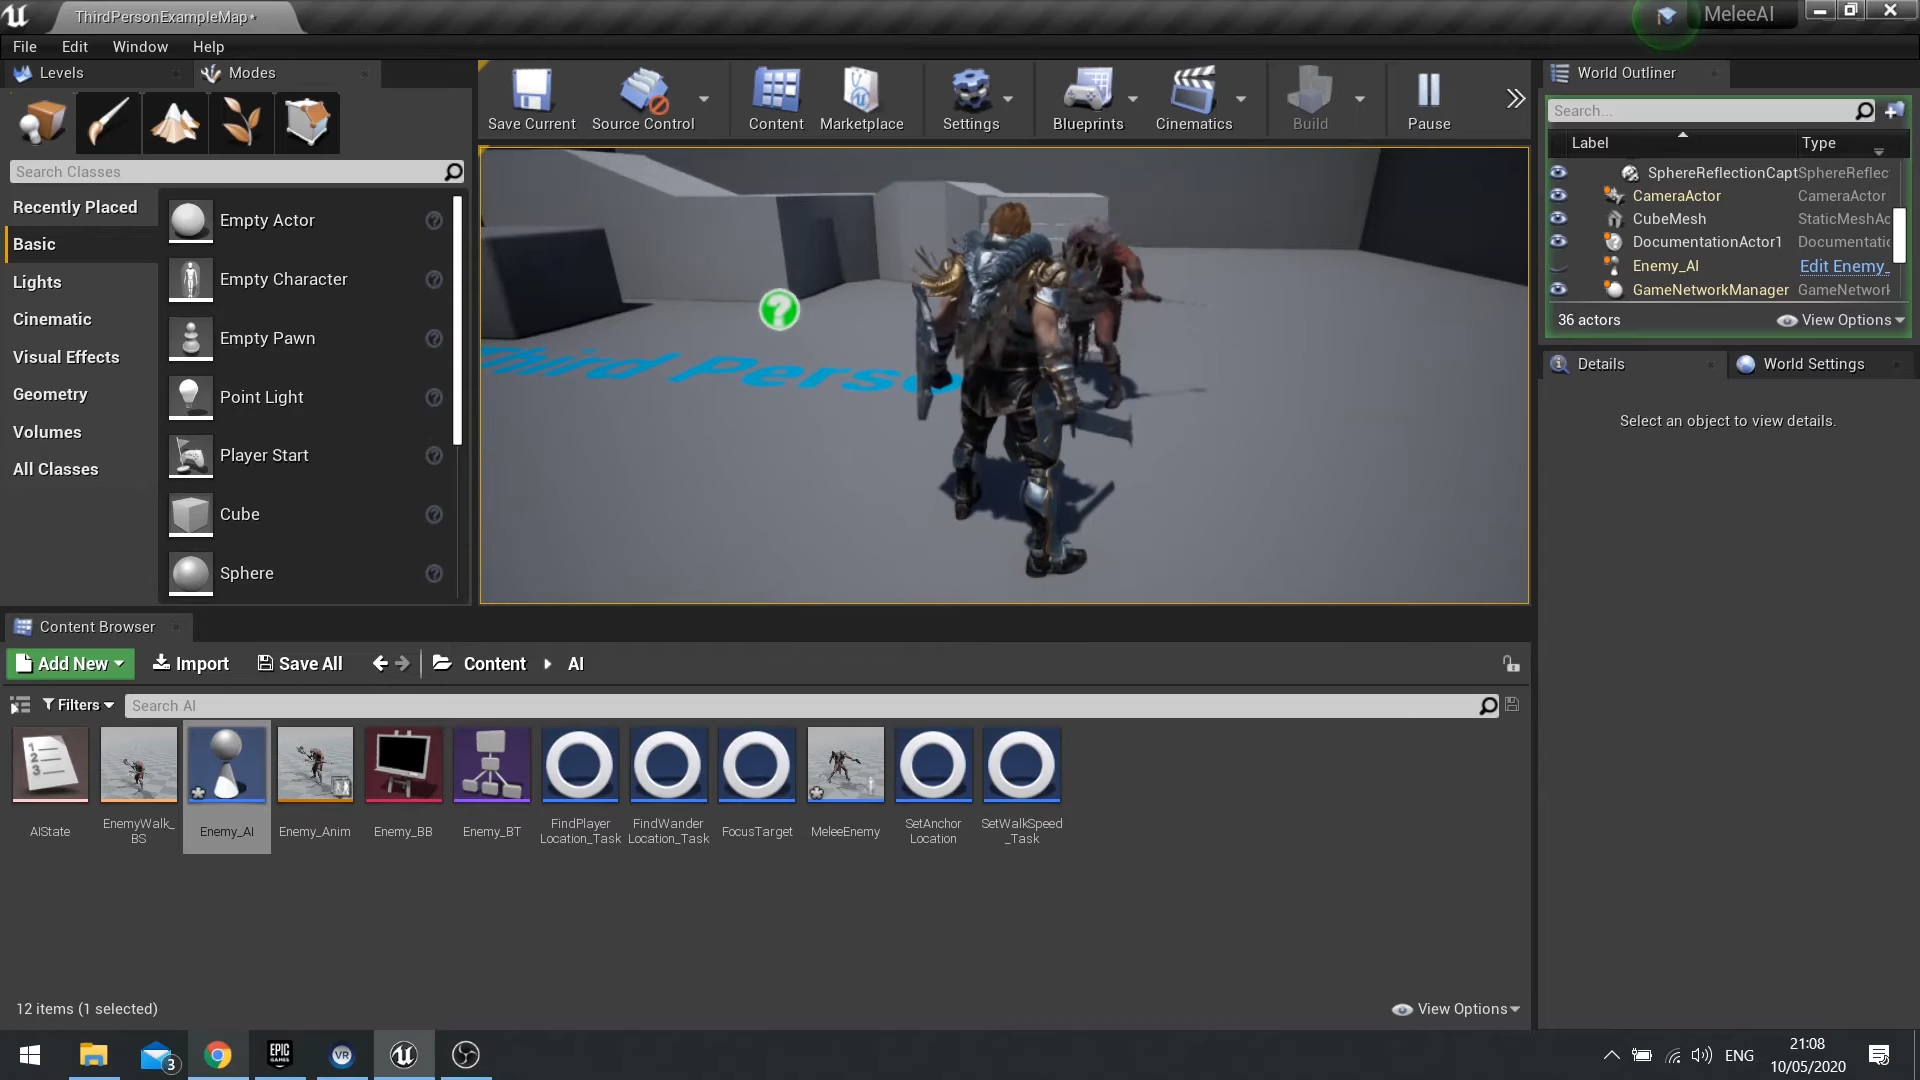 ThirdPersonExampleMap*
MeleeAI
File Edit Window Help
Levels
Modes
Search Classes
Recently Placed
Basic
Lights
Cinematic
Visual Effects
Geometry
Volumes
All Classes
Empty Actor
Empty Character
Empty Pawn
Point Light
Player Start
Cube
Sphere
Save Current
Source Control
Content
Marketplace
Settings
Blueprints
Cinematics
Build
Pause
Third Perso
World Outliner
Search...
Label Type
SphereReflectionCapt SphereReflec
CameraActor CameraActor
CubeMesh StaticMeshAc
DocumentationActor1 Documentatic
Enemy_AI Edit Enemy_
GameNetworkManager GameNetwork
36 actors View Options
Details
World Settings
Select an object to view details.
Content Browser
Add New Import Save All Content AI
Filters Search AI
AIState
EnemyWalk_
BS
Enemy_AI
Enemy_Anim
Enemy_BB
Enemy_BT
FindPlayer
Location_Task
FindWander
Location_Task
FocusTarget
MeleeEnemy
SetAnchor
Location
SetWalkSpeed
_Task
12 items (1 selected)
View Options
3
EPIC
GAMES
VR
ENG
21:08
10/05/2020